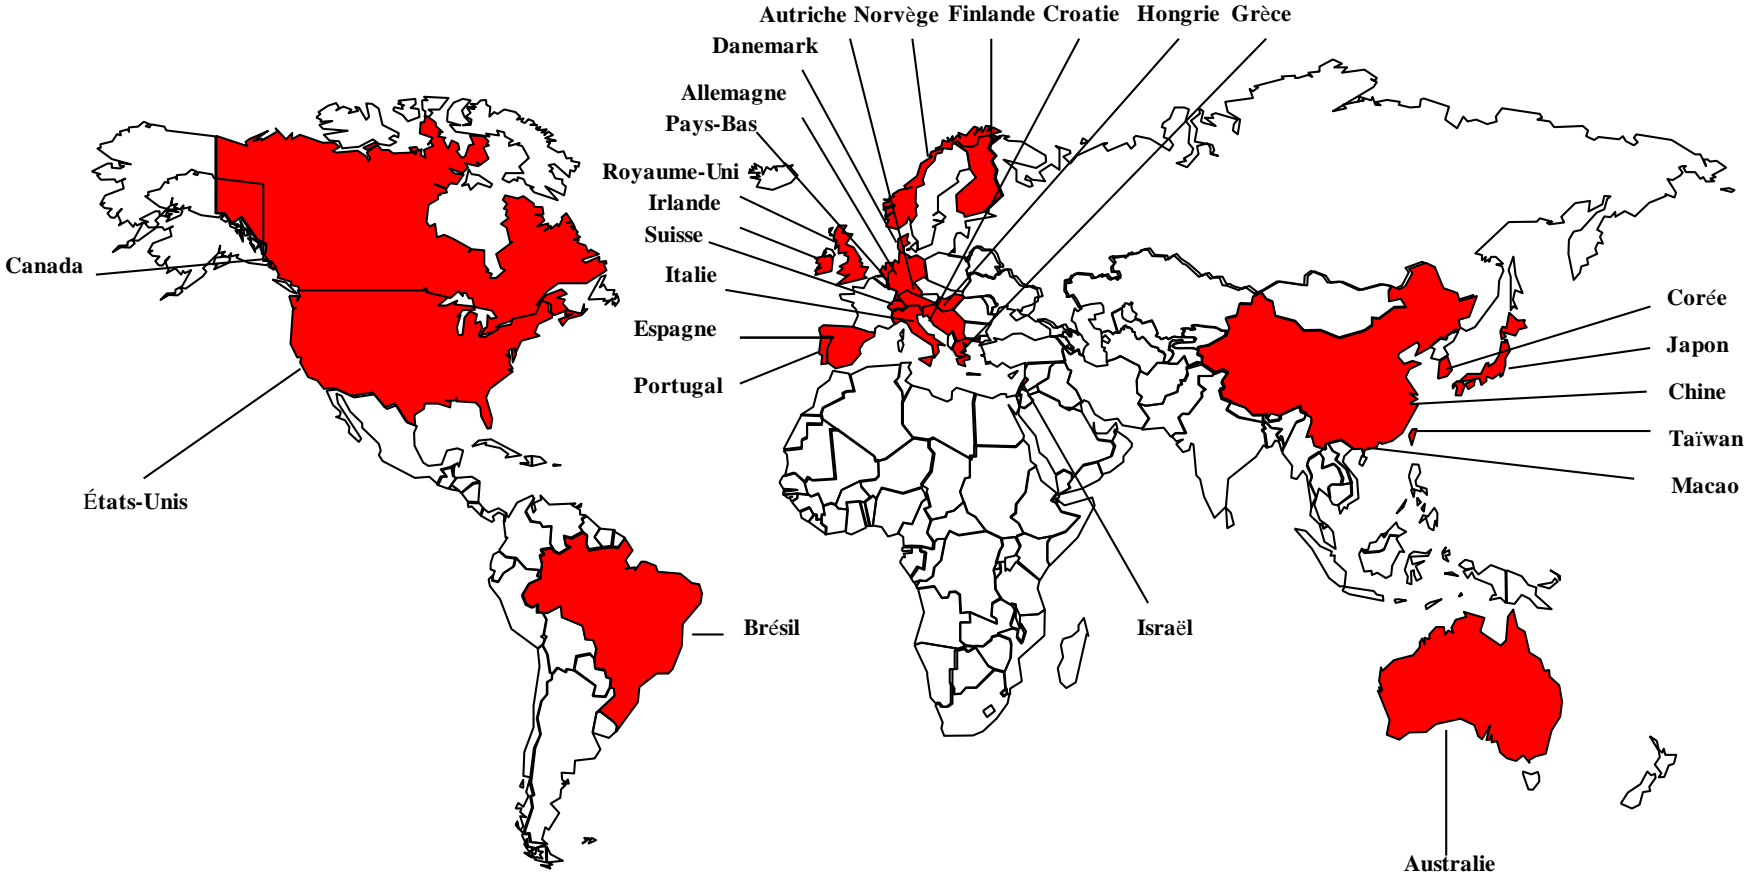 Autriche Norvège Finlande Croatie Hongrie Grèce
Danemark
Allemagne
Pays-Bas
Royaume-Uni
Irlande
Suisse
Canada
Italie
Corée
Espagne
Japon
Portugal
Chine
Taïwan
Macao
États-Unis
Brésil
Israël
Australie